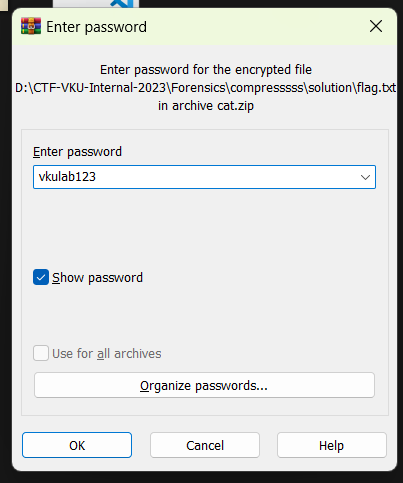 Enter password
Enter password for the encrypted file
D:\CTF-VKU-Internal-2023\Forensics\compresssss\solution\flag.txt
in archive cat.zip
Enter password
vkulab123
Show password
Use for all archives
Organize passwords...
OK
Cancel
Help